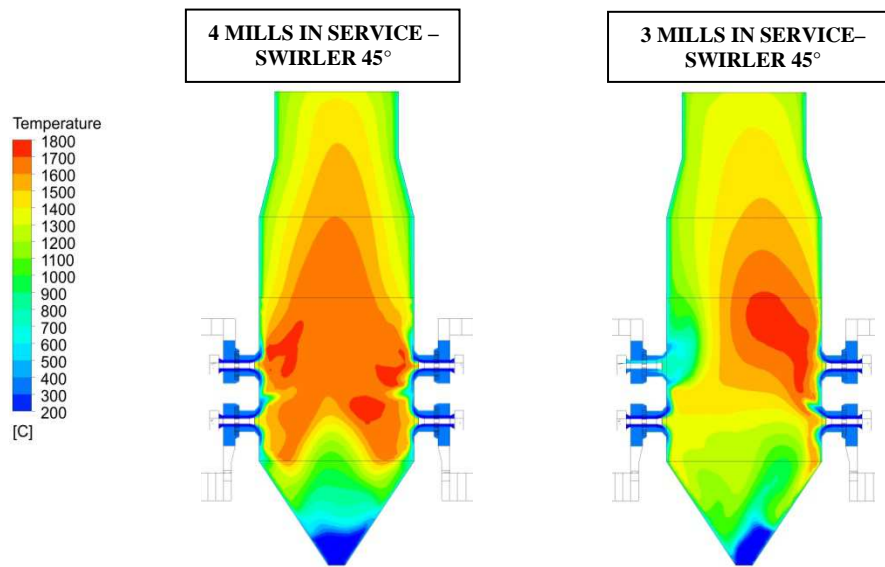 4 MILLS IN SERVICE –
SWIRLER 45°
3 MILLS IN SERVICE–
SWIRLER 45°
Temperature
1800
1700
1600
1500
1400
1300
1200
1100
1000
900
800
700
600
500
400
300
200
[C]